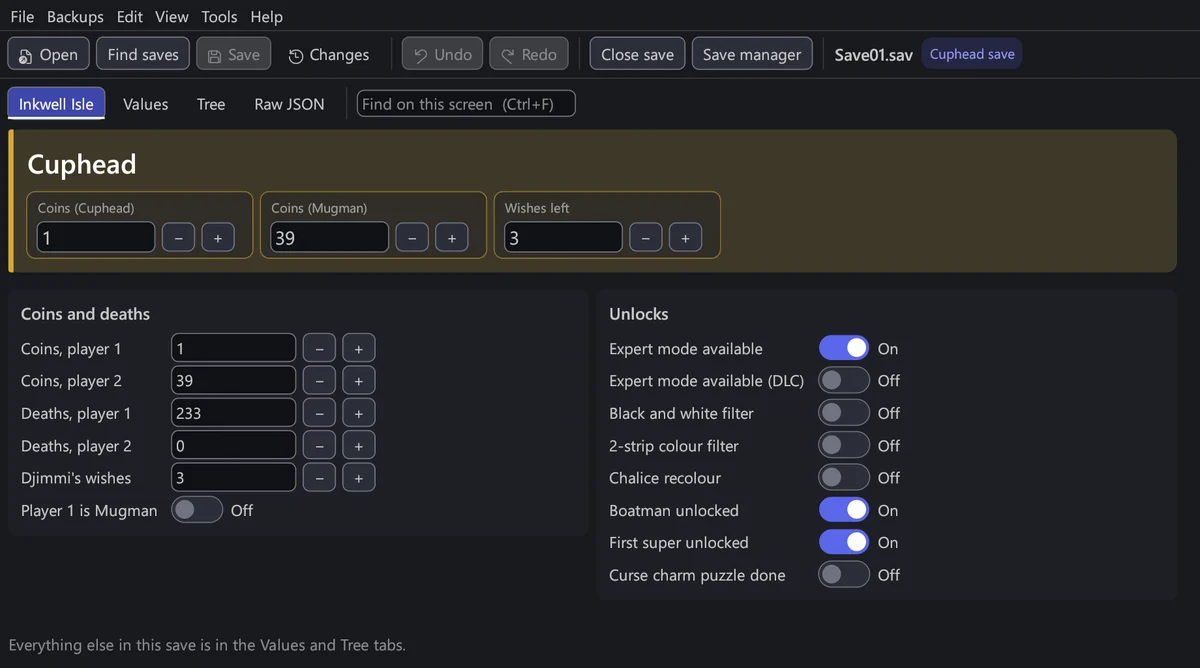 File Backups Edit View Tools Help
Open Find saves Save Changes Undo Redo Close save Save manager Save01.sav Cuphead save
Inkwell Isle Values Tree Raw JSON Find on this screen (Ctrl+F)
Cuphead
Coins (Cuphead) Coins (Mugman) Wishes left
1 − + 39 − + 3 − +
Coins and deaths
Coins, player 1 1 − +
Coins, player 2 39 − +
Deaths, player 1 233 − +
Deaths, player 2 0 − +
Djimmi's wishes 3 − +
Player 1 is Mugman Off
Unlocks
Expert mode available On
Expert mode available (DLC) Off
Black and white filter Off
2-strip colour filter Off
Chalice recolour Off
Boatman unlocked On
First super unlocked On
Curse charm puzzle done Off
Everything else in this save is in the Values and Tree tabs.